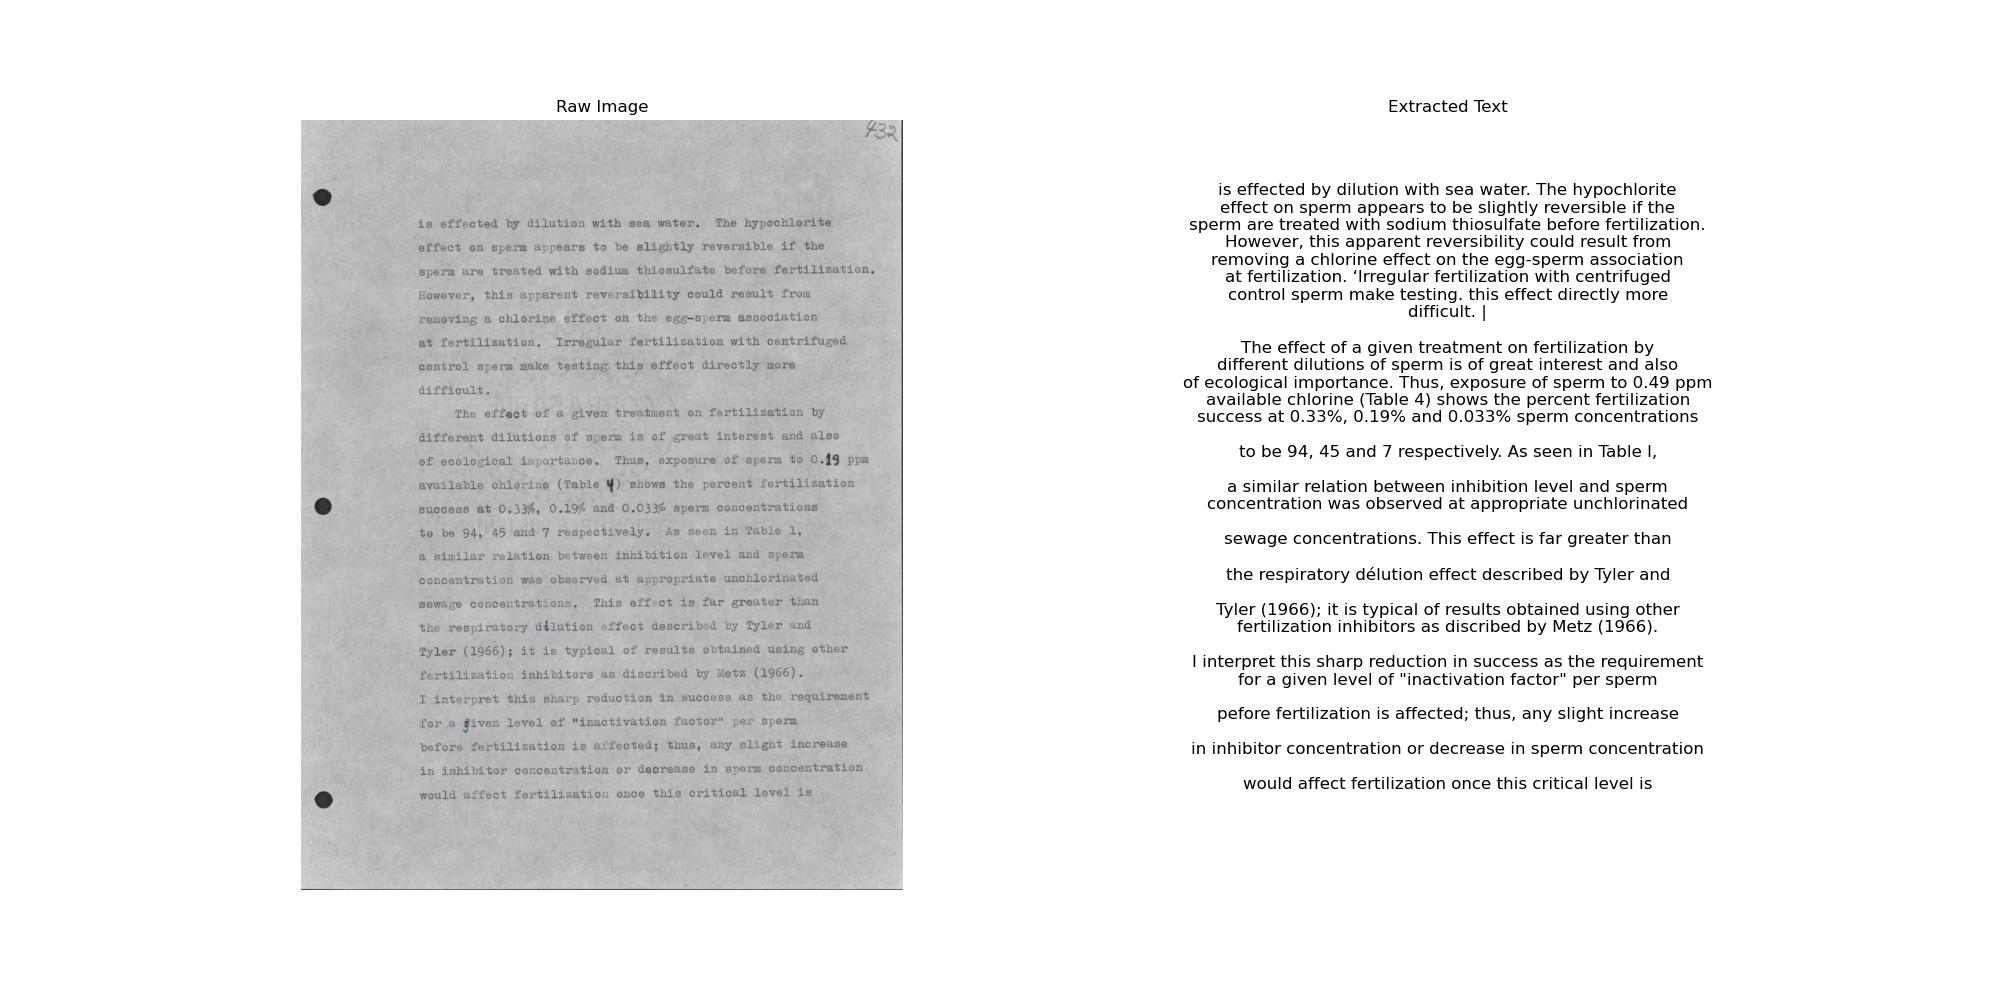 Raw Image
432
is effected by dilution with sea water. The hypochlorite
effect on sperm appears to be slightly reversible if the
sperm are treated with sodium thiosulfate before fertilization.
However, this apparent reversibility could result from
removing a chlorine effect on the egg-sperm association
at fertilization. Irregular fertilization with centrifuged
control sperm make testing this effect directly more
difficult.
The effect of a given treatment on fertilization by
different dilutions of sperm is of great interest and also
of ecological importance. Thus, exposure of sperm to 0.19 ppm
available chlorine (Table 4) shows the percent fertilization
success at 0.33%, 0.19% and 0.033% sperm concentrations
to be 94, 45 and 7 respectively. As seen in Table 1,
a similar relation between inhibition level and sperm
concentration was observed at appropriate unchlorinated
sewage concentrations. This effect is far greater than
the respiratory dilution effect described by Tyler and
Tyler (1966); it is typical of results obtained using other
fertilization inhibitors as discribed by Metz (1966).
I interpret this sharp reduction in success as the requirement
for a given level of "inactivation factor" per sperm
before fertilization is affected; thus, any slight increase
in inhibitor concentration or decrease in sperm concentration
would affect fertilization once this critical level is
Extracted Text
is effected by dilution with sea water. The hypochlorite
effect on sperm appears to be slightly reversible if the
sperm are treated with sodium thiosulfate before fertilization.
However, this apparent reversibility could result from
removing a chlorine effect on the egg-sperm association
at fertilization. ‘Irregular fertilization with centrifuged
control sperm make testing. this effect directly more
difficult. |
The effect of a given treatment on fertilization by
different dilutions of sperm is of great interest and also
of ecological importance. Thus, exposure of sperm to 0.49 ppm
available chlorine (Table 4) shows the percent fertilization
success at 0.33%, 0.19% and 0.033% sperm concentrations
to be 94, 45 and 7 respectively. As seen in Table l,
a similar relation between inhibition level and sperm
concentration was observed at appropriate unchlorinated
sewage concentrations. This effect is far greater than
the respiratory délution effect described by Tyler and
Tyler (1966); it is typical of results obtained using other
fertilization inhibitors as discribed by Metz (1966).
I interpret this sharp reduction in success as the requirement
for a given level of "inactivation factor" per sperm
pefore fertilization is affected; thus, any slight increase
in inhibitor concentration or decrease in sperm concentration
would affect fertilization once this critical level is